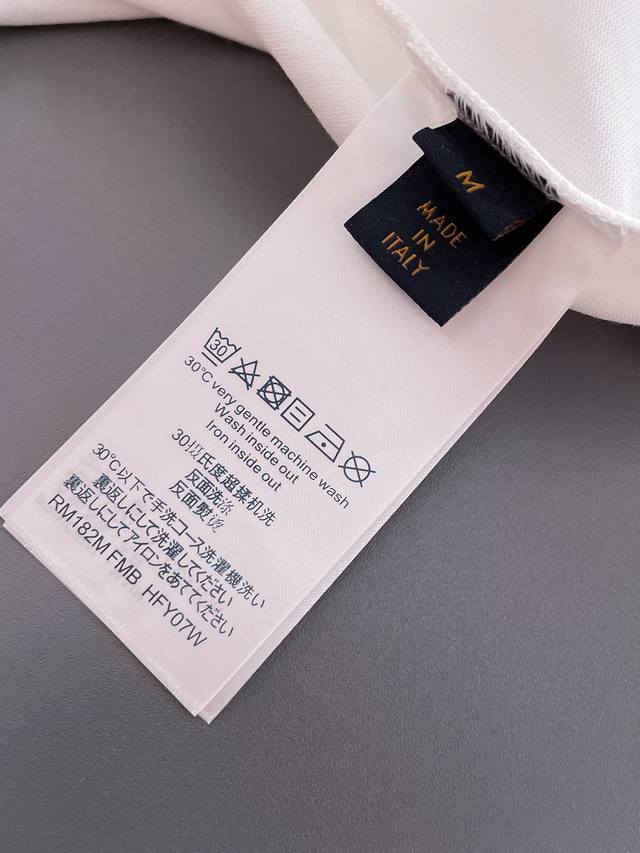 M
MADE
IN
ITALY
30
30°C very gentle machine wash
Wash inside out
Iron inside out
30摄氏度超揉机洗
反面洗涤
反面熨烫
30℃以下で手洗コース洗濯機洗い
裏返しにして洗濯してください
裏返しにしてアイロンをあててください
RM182M FMB HFY07W